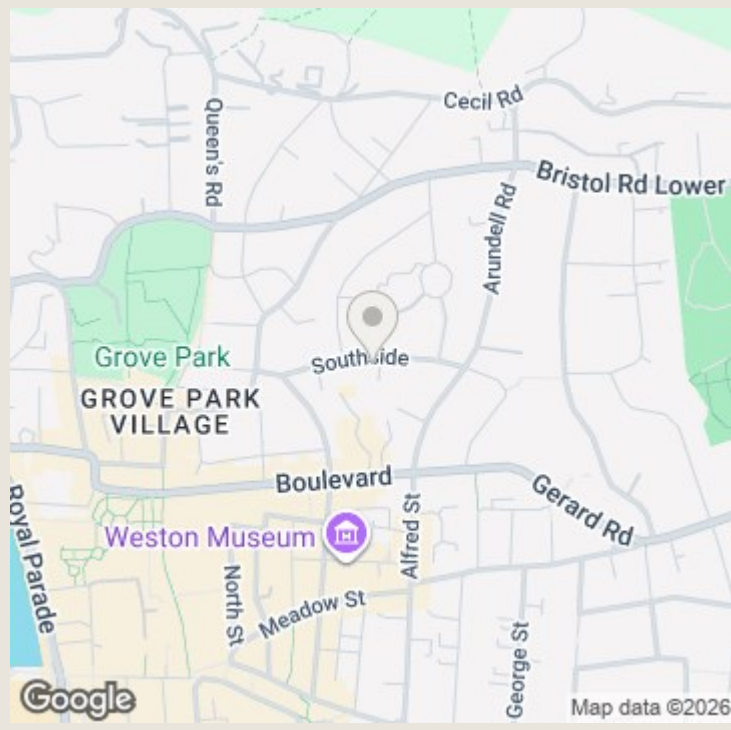 Cecil Rd
Queen's Rd
Bristol Rd Lower
Arundell Rd
Southside
Grove Park
GROVE PARK
VILLAGE
Boulevard
Gerard Rd
Royal Parade
Weston Museum
Alfred St
North St
Meadow St
George St
Google
Map data ©2026